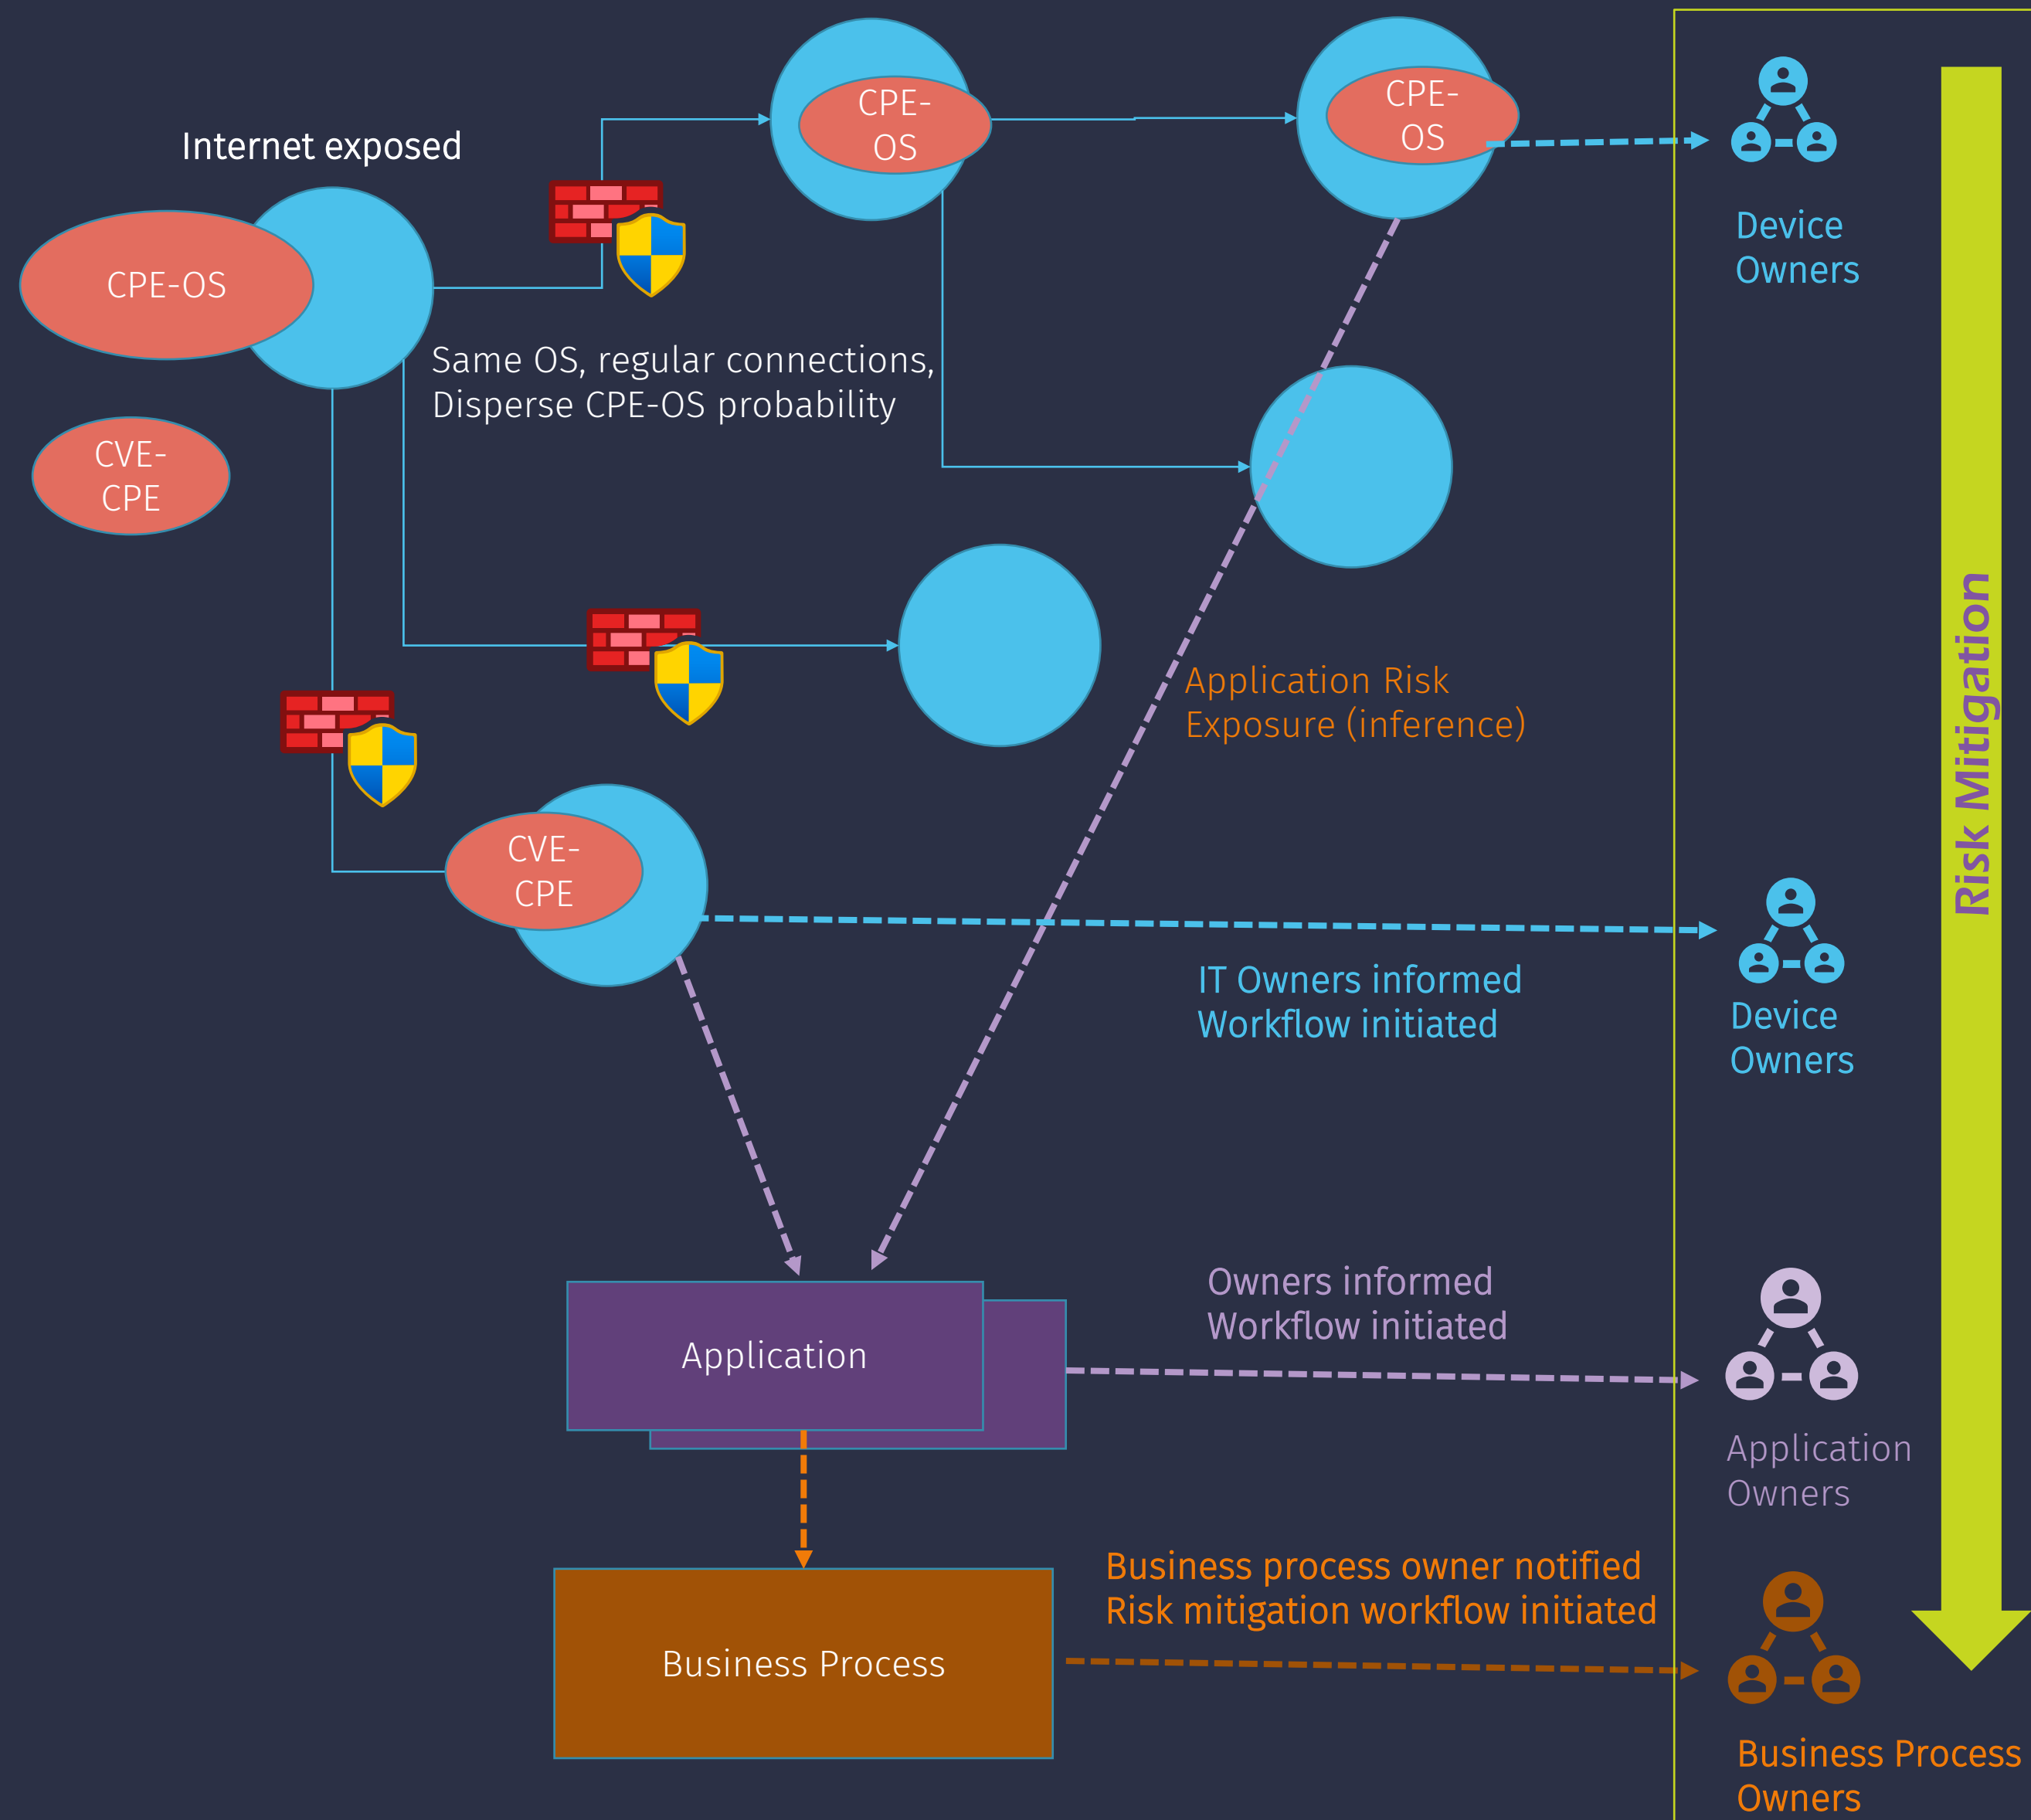 CPE-
OS
CPE-
OS
Internet exposed
Device
Owners
CPE-OS
Same OS, regular connections,
Disperse CPE-OS probability
CVE-
CPE
Risk Mitigation
Application Risk
Exposure (inference)
CVE-
CPE
IT Owners informed
Workflow initiated
Device
Owners
Owners informed
Workflow initiated
Application
Application
Owners
Business process owner notified
Risk mitigation workflow initiated
Business Process
Business Process
Owners